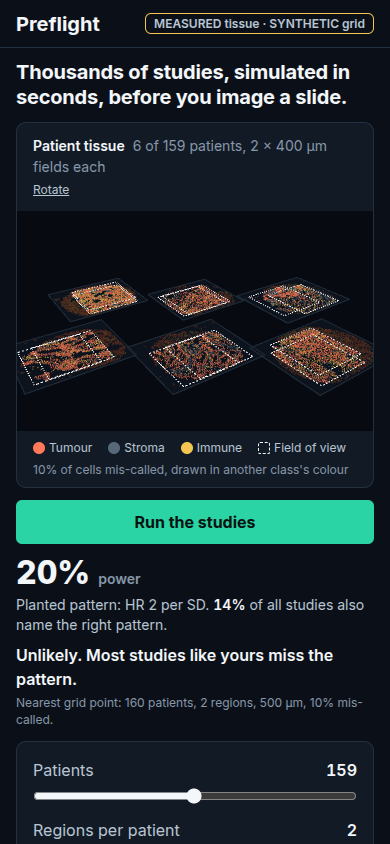 Preflight
MEASURED tissue · SYNTHETIC grid
Thousands of studies, simulated in
seconds, before you image a slide.
Patient tissue 6 of 159 patients, 2 × 400 µm
fields each
Rotate
Tumour Stroma Immune Field of view
10% of cells mis-called, drawn in another class's colour
Run the studies
20% power
Planted pattern: HR 2 per SD. 14% of all studies also
name the right pattern.
Unlikely. Most studies like yours miss the
pattern.
Nearest grid point: 160 patients, 2 regions, 500 µm, 10% mis-
called.
Patients 159
Regions per patient 2